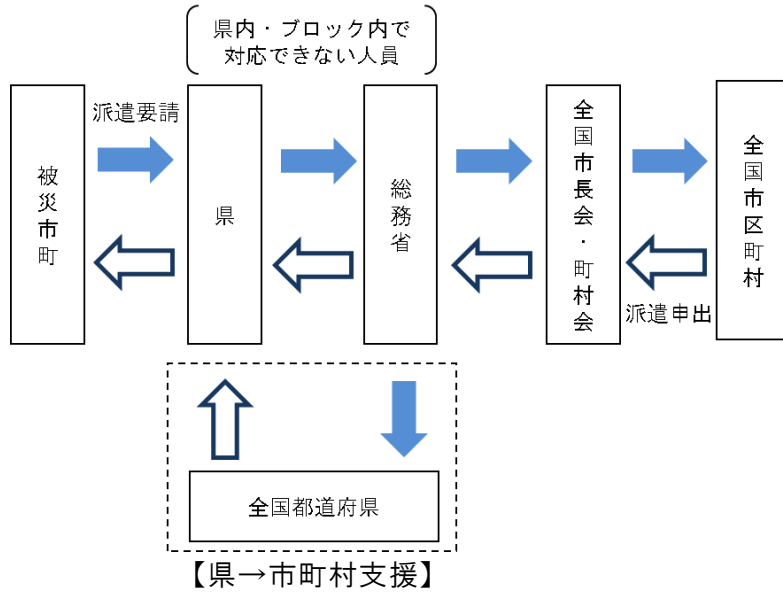 県内・ブロック内で
対応できない人員
派遣要請
被災市町
県
総務省
全国市長会・町村会
全国市区町村
派遣申出
全国都道府県
【県→市町村支援】